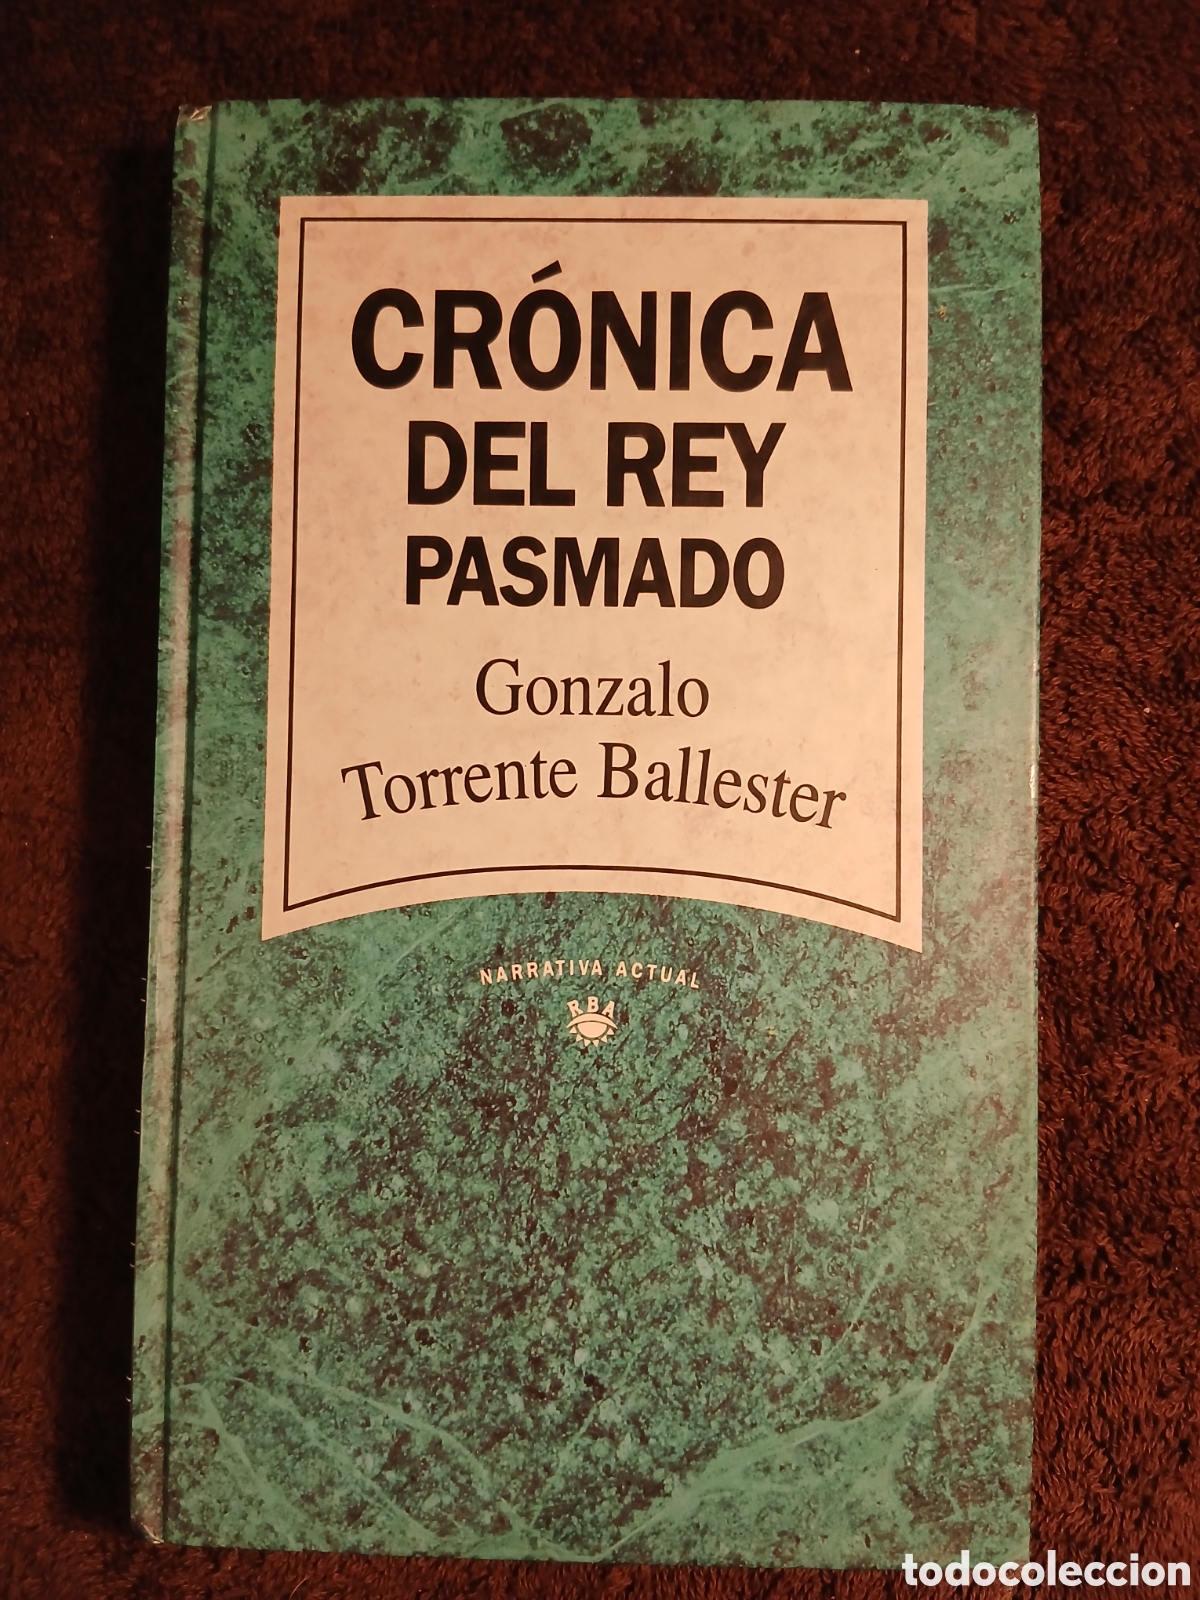 CRÓNICA
DEL REY
PASMADO
Gonzalo
Torrente Ballester
NARRATIVA ACTUAL
RBA
todocoleccion